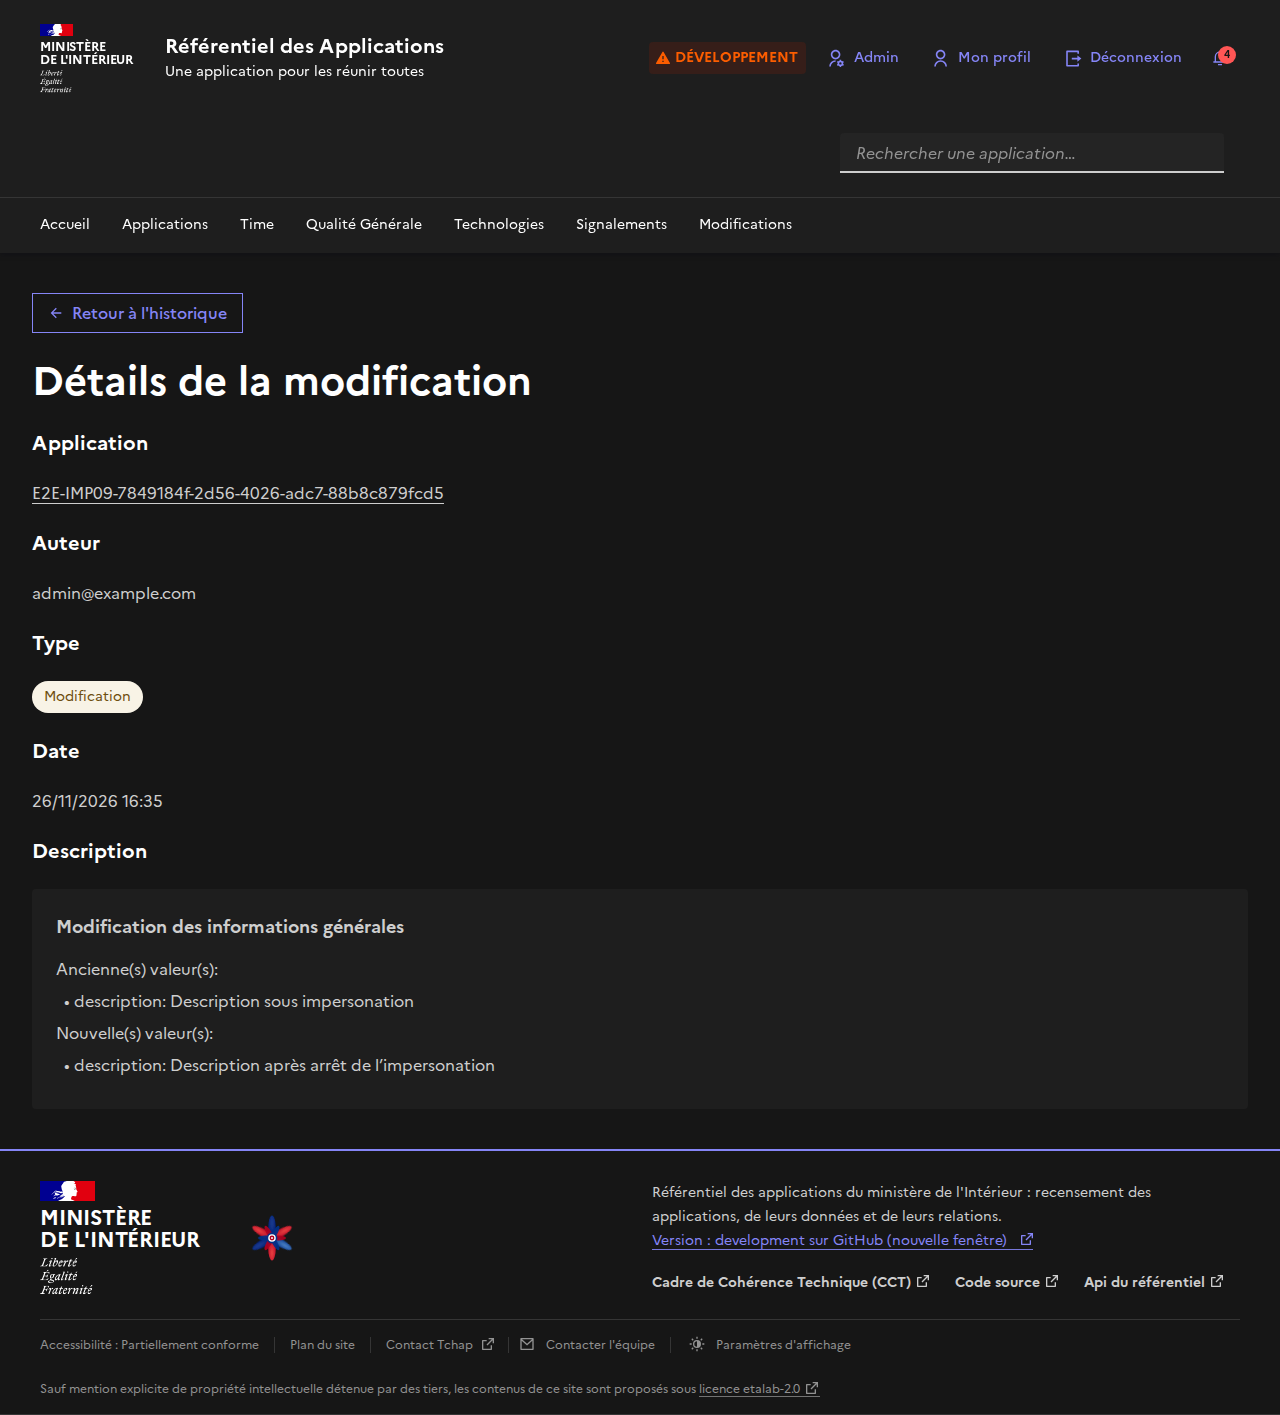 MINISTÈRE
DE L'INTÉRIEUR
Liberté
Égalité
Fraternité
Référentiel des Applications
Une application pour les réunir toutes
DÉVELOPPEMENT
Admin
Mon profil
Déconnexion
4
Rechercher une application...
Accueil
Applications
Time
Qualité Générale
Technologies
Signalements
Modifications
Retour à l'historique
Détails de la modification
Application
E2E-IMP09-7849184f-2d56-4026-adc7-88b8c879fcd5
Auteur
admin@example.com
Type
Modification
Date
26/11/2026 16:35
Description
Modification des informations générales
Ancienne(s) valeur(s):
• description: Description sous impersonation
Nouvelle(s) valeur(s):
• description: Description après arrêt de l’impersonation
MINISTÈRE
DE L'INTÉRIEUR
Liberté
Égalité
Fraternité
Référentiel des applications du ministère de l'Intérieur : recensement des
applications, de leurs données et de leurs relations.
Version : development sur GitHub (nouvelle fenêtre)
Cadre de Cohérence Technique (CCT)
Code source
Api du référentiel
Accessibilité : Partiellement conforme
Plan du site
Contact Tchap
Contacter l'équipe
Paramètres d'affichage
Sauf mention explicite de propriété intellectuelle détenue par des tiers, les contenus de ce site sont proposés sous licence etalab-2.0